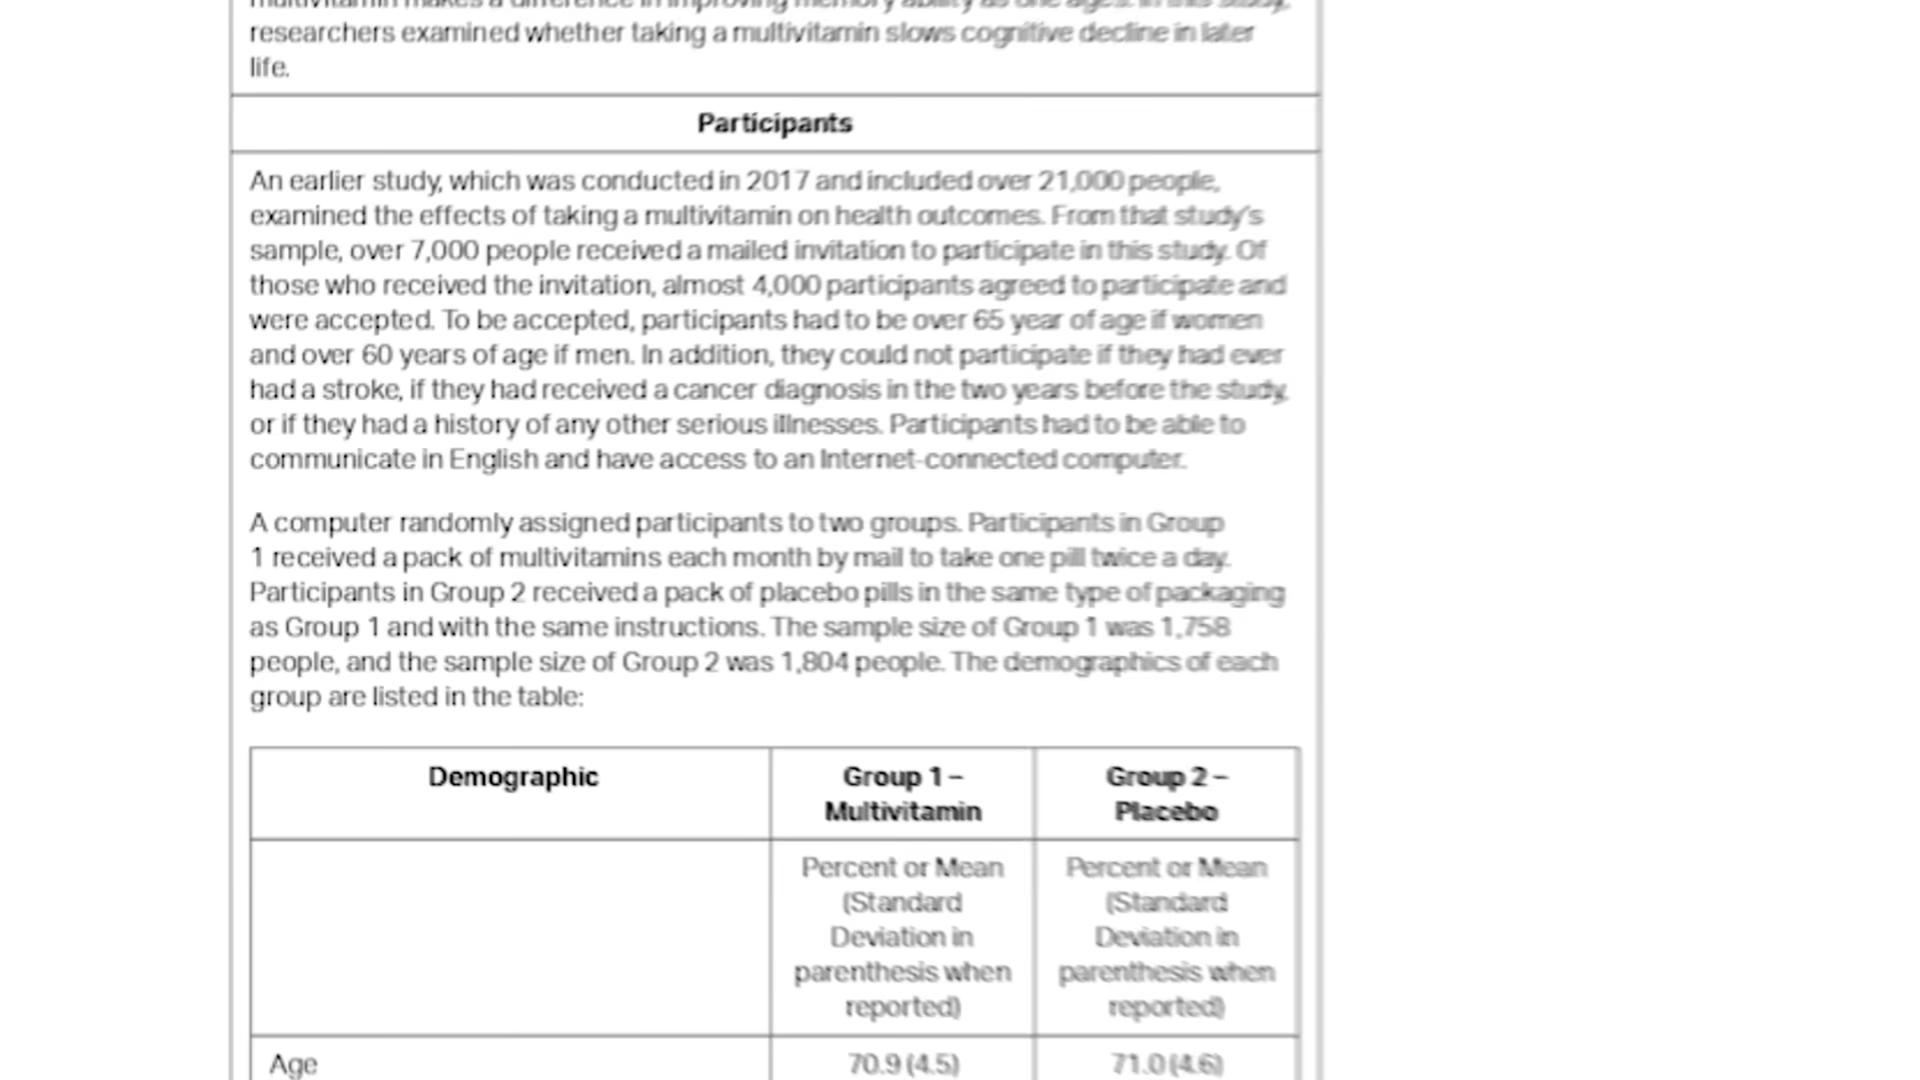 multivitamin makes a difference in improving memory ability as one ages. In this study,
researchers examined whether taking a multivitamin slows cognitive decline in later
life.
Participants
An earlier study, which was conducted in 2017 and included over 21,000 people,
examined the effects of taking a multivitamin on health outcomes. From that study's
sample, over 7,000 people received a mailed invitation to participate in this study. Of
those who received the invitation, almost 4,000 participants agreed to participate and
were accepted. To be accepted, participants had to be over 65 year of age if women
and over 60 years of age if men. In addition, they could not participate if they had ever
had a stroke, if they had received a cancer diagnosis in the two years before the study,
or if they had a history of any other serious illnesses. Participants had to be able to
communicate in English and have access to an Internet-connected computer.
A computer randomly assigned participants to two groups. Participants in Group
1 received a pack of multivitamins each month by mail to take one pill twice a day.
Participants in Group 2 received a pack of placebo pills in the same type of packaging
as Group 1 and with the same instructions. The sample size of Group 1 was 1,758
people, and the sample size of Group 2 was 1,804 people. The demographics of each
group are listed in the table:
Demographic
Group 1 –
Multivitamin
Group 2 –
Placebo
Percent or Mean
(Standard
Deviation in
parenthesis when
reported)
Percent or Mean
(Standard
Deviation in
parenthesis when
reported)
Age
70.9 (4.5)
71.0 (4.6)